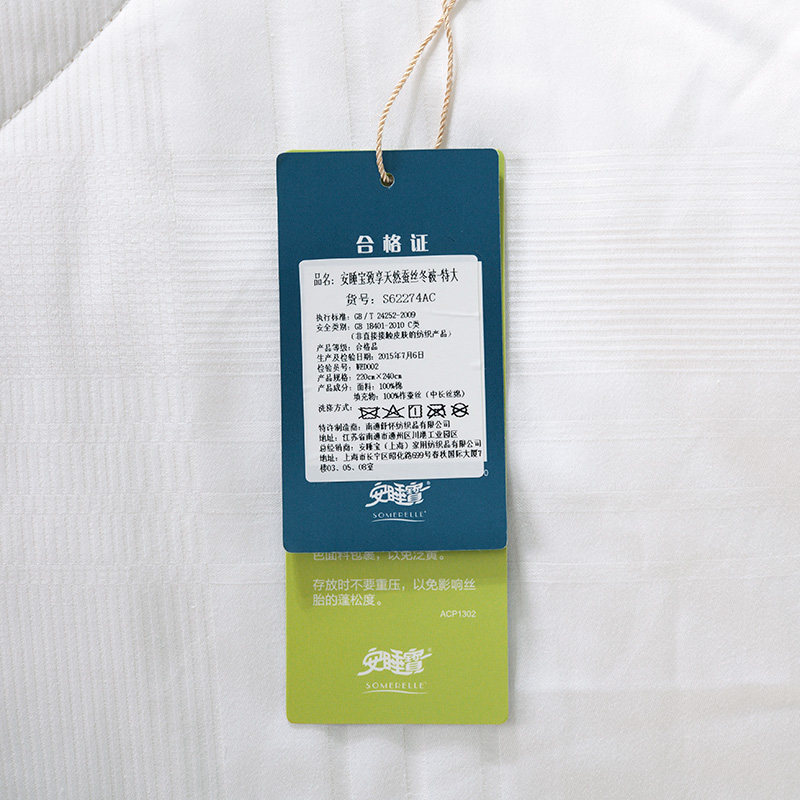 合格证
品名：安睡宝致享天然蚕丝冬被-特大
货号：S62274AC
执行标准：GB/T 24252-2009
安全类别：GB 18401-2010 C类
（非直接接触皮肤的纺织产品）
产品等级：合格品
生产及检验日期：2015年7月6日
检验员号：WED002
产品规格：220cm×240cm
产品成分：面料：100%棉
填充物：100%柞蚕丝（中长丝绵）
洗涤方式：
特许制造商：南通舒怀纺织品有限公司
地址：江苏省南通市通州区川港工业园区
总经销商：安睡宝（上海）家用纺织品有限公司
地址：上海市长宁区昭化路699号春秋国际大厦7
楼03、05、08室
安睡寶
SOMERELLE
色面料包裹，以免泛黄。
存放时不要重压，以免影响丝
胎的蓬松度。
ACP1302
安睡寶
SOMERELLE